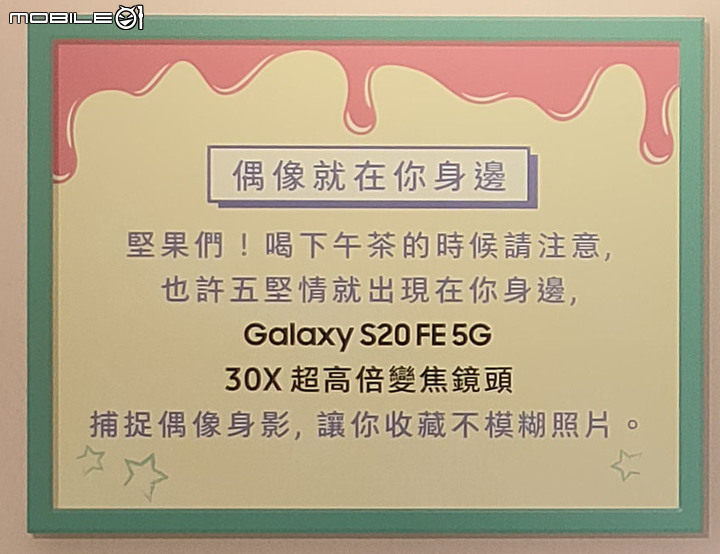 MOBILE01
偶像就在你身邊
堅果們！喝下午茶的時候請注意,
也許五堅情就出現在你身邊,
Galaxy S20 FE 5G
30X 超高倍變焦鏡頭
捕捉偶像身影, 讓你收藏不模糊照片。